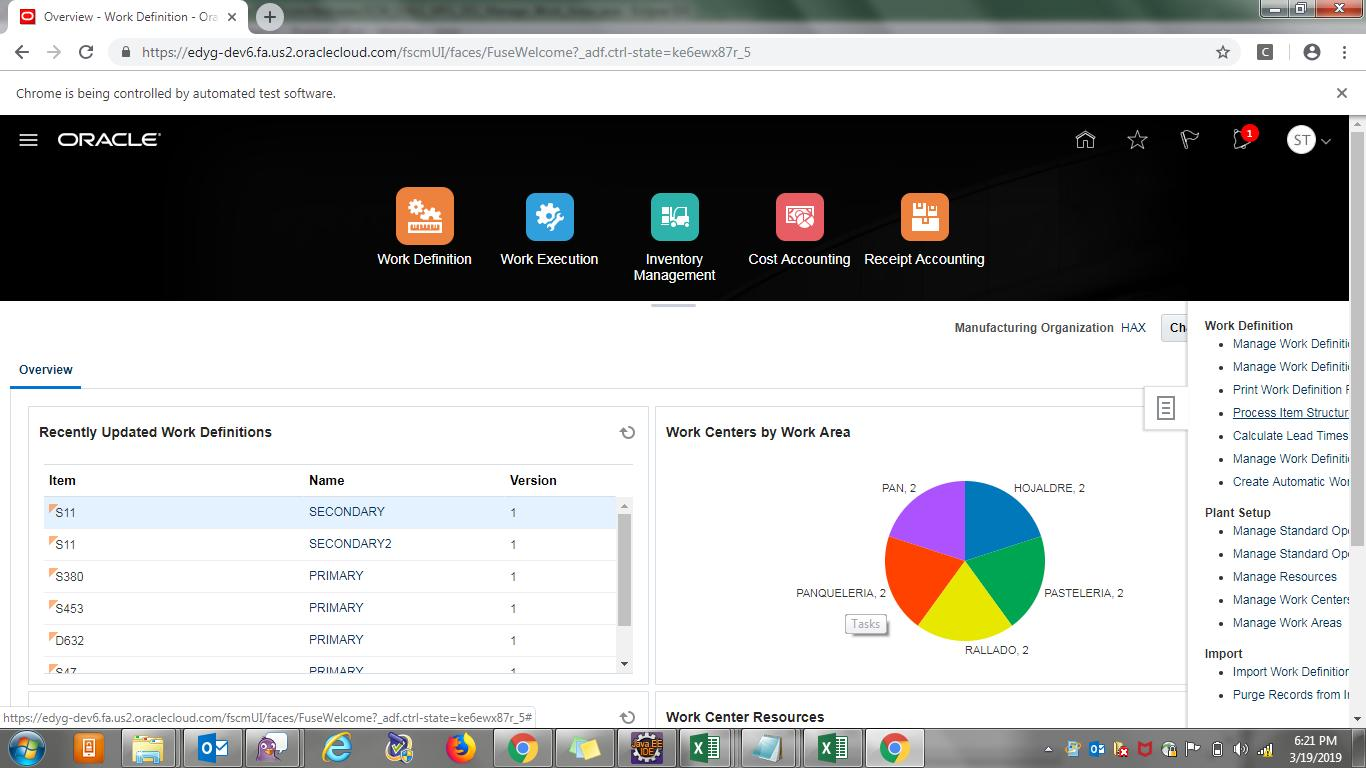 Overview - Work Definition - Ora
https://edyg-dev6.fa.us2.oraclecloud.com/fscmUI/faces/FuseWelcome?_adf.ctrl-state=ke6ewx87r_5
C
Chrome is being controlled by automated test software.
ORACLE
1
ST
Work Definition
Work Execution
Inventory
Management
Cost Accounting
Receipt Accounting
Manufacturing Organization HAX
Overview
Recently Updated Work Definitions
Item Name Version
S11 SECONDARY 1
S11 SECONDARY2 1
S380 PRIMARY 1
S453 PRIMARY 1
D632 PRIMARY 1
S47 PRIMARY 1
Work Centers by Work Area
PAN, 2
HOJALDRE, 2
PANQUELERIA, 2
PASTELERIA, 2
Tasks
RALLADO, 2
Work Center Resources
Work Definition
Manage Work Definiti
Manage Work Definiti
Print Work Definition
Process Item Structur
Calculate Lead Times
Manage Work Definiti
Create Automatic Wor
Plant Setup
Manage Standard Op
Manage Standard Op
Manage Resources
Manage Work Centers
Manage Work Areas
Import
Import Work Definition
Purge Records from
https://edyg-dev6.fa.us2.oraclecloud.com/fscmUI/faces/FuseWelcome?_adf.ctrl-state=ke6ewx87r_5#
Java EE
IDE
6:21 PM
3/19/2019